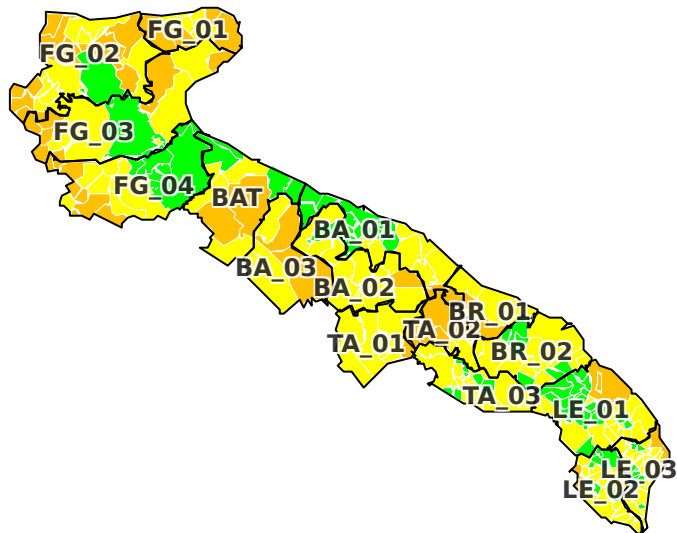 FG_01
FG_02
FG_03
FG_04
BAT
BA_01
BA_03
BA_02
BR_01
TA_02
TA_01
BR_02
TA_03
LE_01
LE_03
LE_02